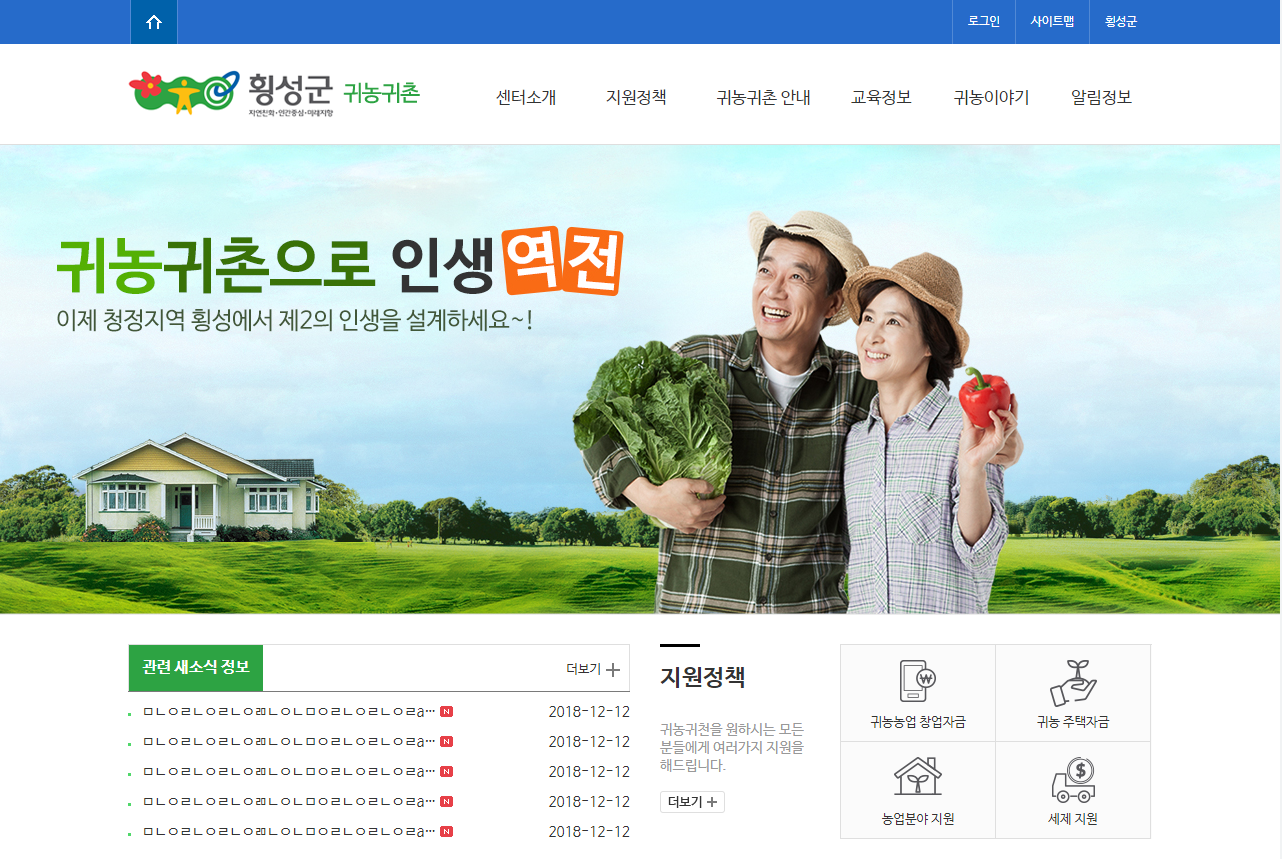 로그인 사이트맵 횡성군
횡성군 귀농귀촌
자연친화·인간중심·미래지향
센터소개 지원정책 귀농귀촌 안내 교육정보 귀농이야기 알림정보
귀농귀촌으로 인생역전
이제 청정지역 횡성에서 제2의 인생을 설계하세요~!
관련 새소식 정보 더보기
2018-12-12
2018-12-12
2018-12-12
2018-12-12
2018-12-12
지원정책
귀농귀천을 원하시는 모든
분들에게 여러가지 지원을
해드립니다.
더보기
귀농농업 창업자금 귀농 주택자금
농업분야 지원 세제 지원